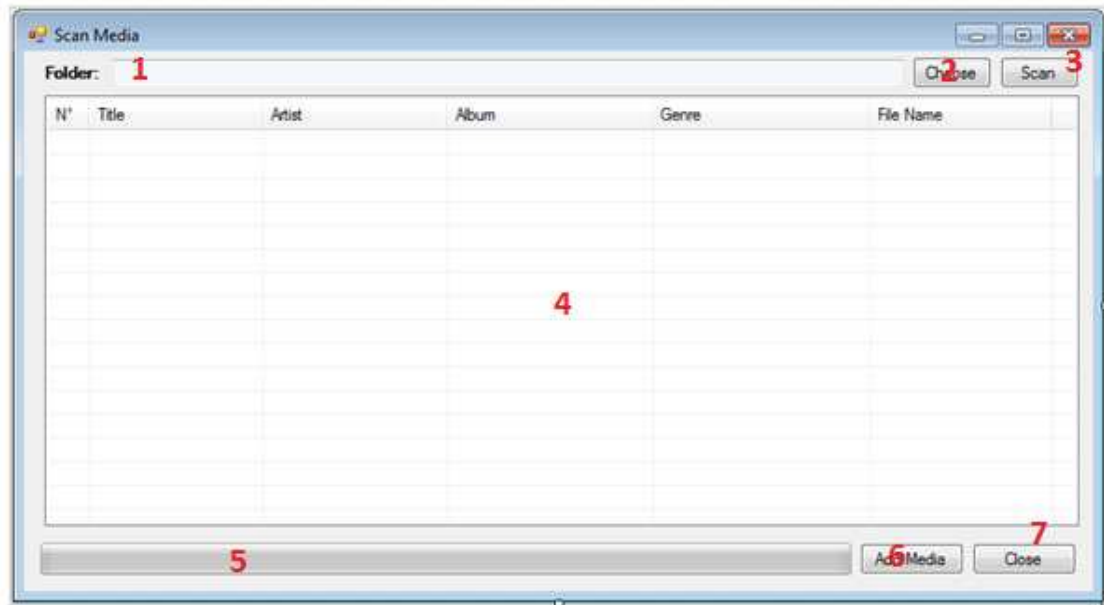 Scan Media
Folder: 1 Choose 2 Scan 3
N° Title Artist Album Genre File Name
4
5 Add Media 6 Close 7